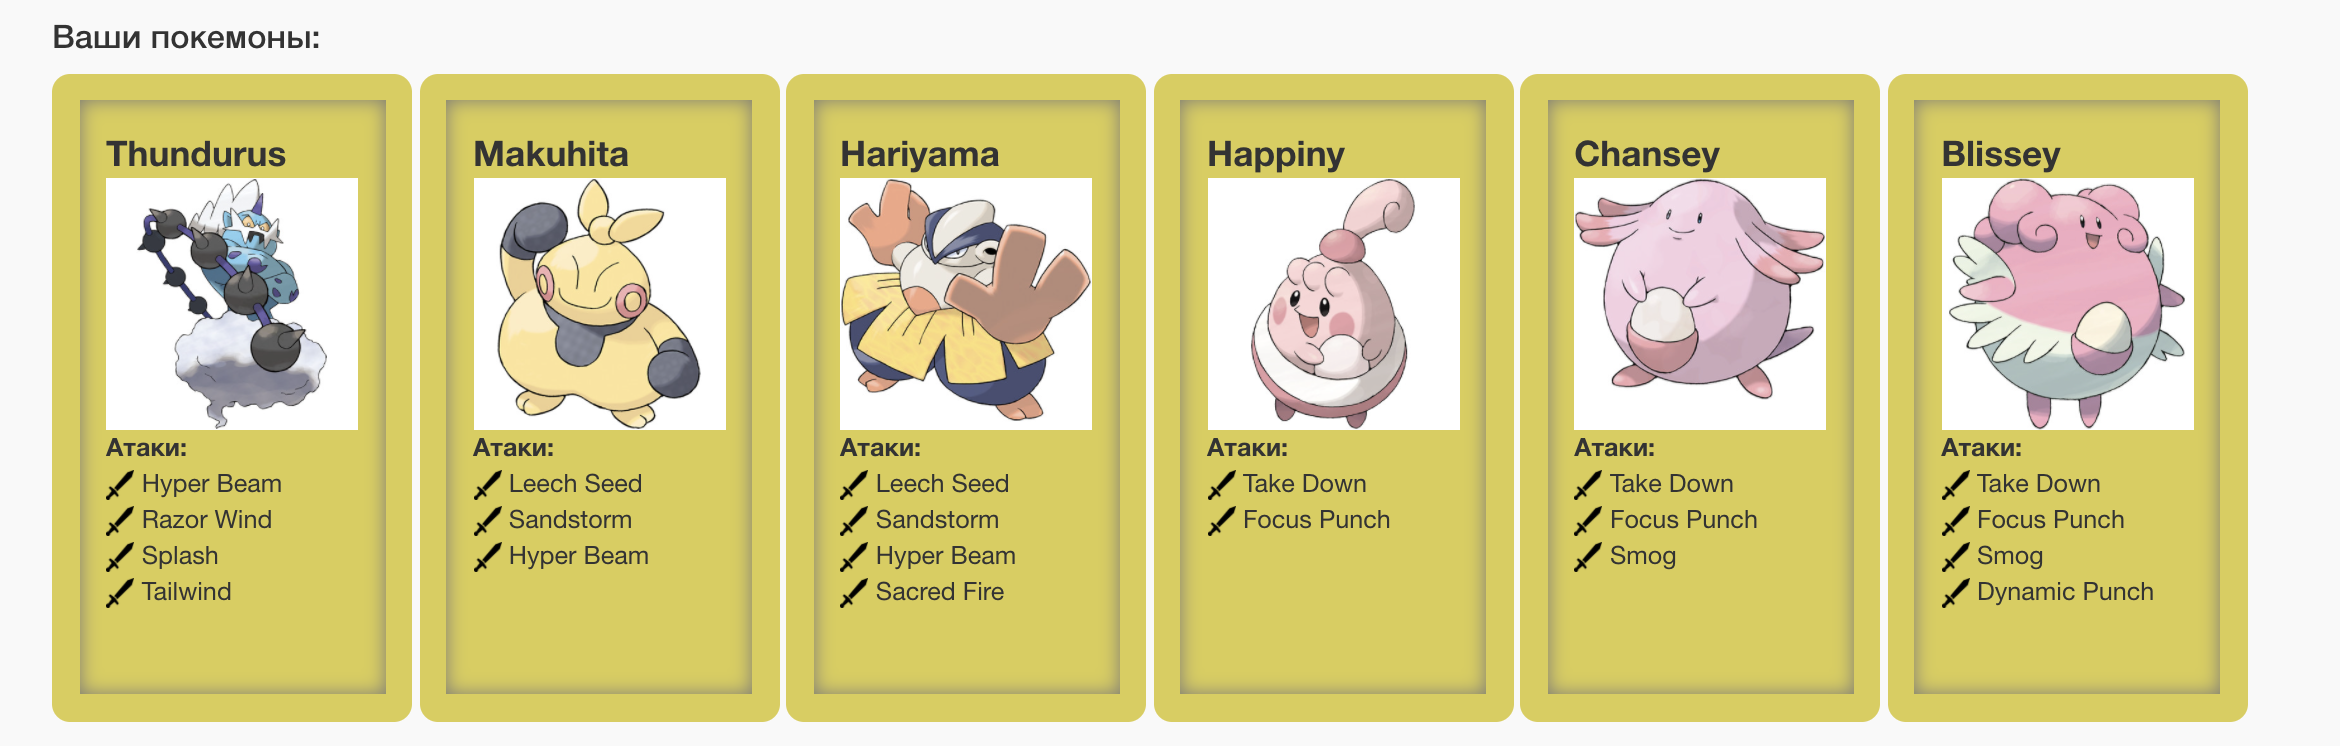 Ваши покемоны:
Thundurus
Атаки:
Hyper Beam
Razor Wind
Splash
Tailwind
Makuhita
Атаки:
Leech Seed
Sandstorm
Hyper Beam
Hariyama
Атаки:
Leech Seed
Sandstorm
Hyper Beam
Sacred Fire
Happiny
Атаки:
Take Down
Focus Punch
Chansey
Атаки:
Take Down
Focus Punch
Smog
Blissey
Атаки:
Take Down
Focus Punch
Smog
Dynamic Punch